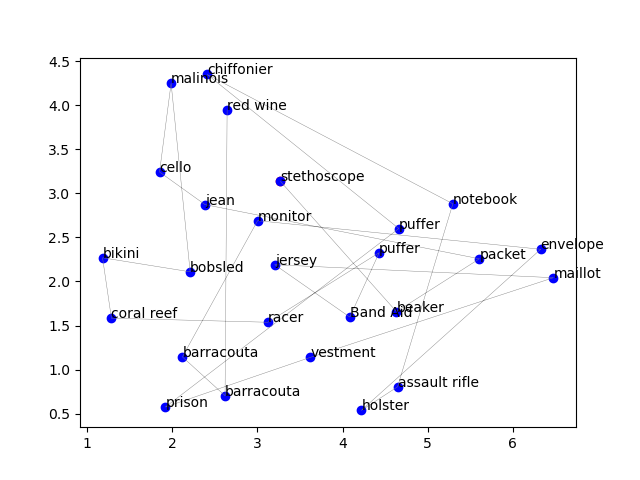 4.5
4.0
3.5
3.0
2.5
2.0
1.5
1.0
0.5
chiffonier
malinois
red wine
cello
stethoscope
jean
notebook
monitor
puffer
puffer
envelope
packet
bikini
bobsled
jersey
maillot
coral reef
racer
Band Aid
beaker
barracouta
vestment
assault rifle
barracouta
prison
holster
1 2 3 4 5 6